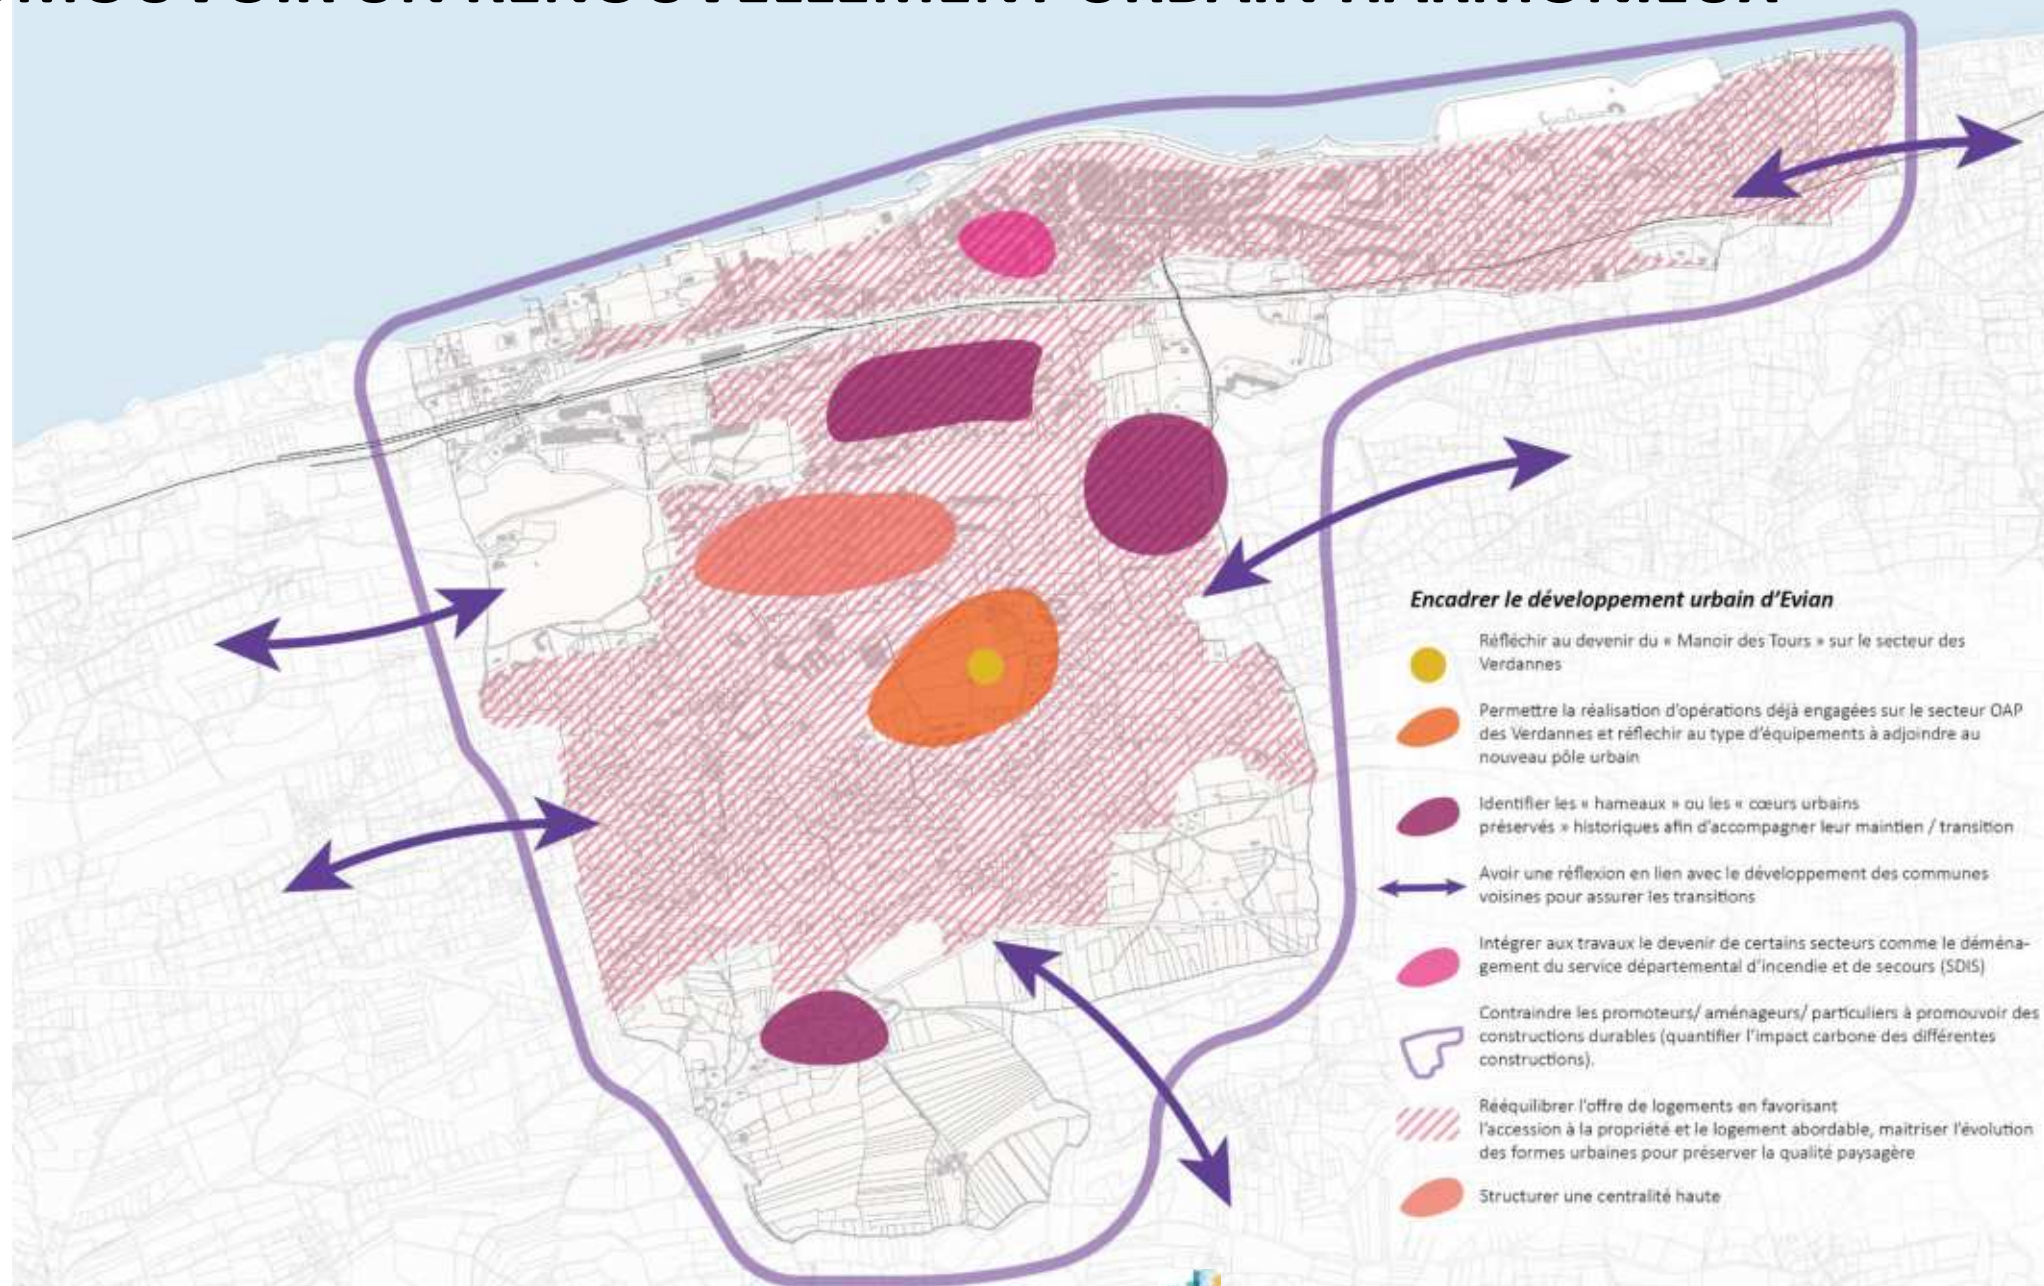 PROMOUVOIR UN RENOUVELLEMENT URBAIN HARMONIEUX
Encadrer le développement urbain d'Evian
Réfléchir au devenir du « Manoir des Tours » sur le secteur des
Verdannes
Permettre la réalisation d'opérations déjà engagées sur le secteur OAP
des Verdannes et réflechir au type d'équipements à adjoindre au
nouveau pôle urbain
Identifier les « hameaux » ou les « cœurs urbains
préservés » historiques afin d'accompagner leur maintien / transition
Avoir une réflexion en lien avec le développement des communes
voisines pour assurer les transitions
Intégrer aux travaux le devenir de certains secteurs comme le déména-
gement du service départemental d'incendie et de secours (SDIS)
Contraindre les promoteurs/ aménageurs/ particuliers à promouvoir des
constructions durables (quantifier l'impact carbone des différentes
constructions).
Rééquilibrer l'offre de logements en favorisant
l'accession à la propriété et le logement abordable, maitriser l'évolution
des formes urbaines pour préserver la qualité paysagère
Structurer une centralité haute